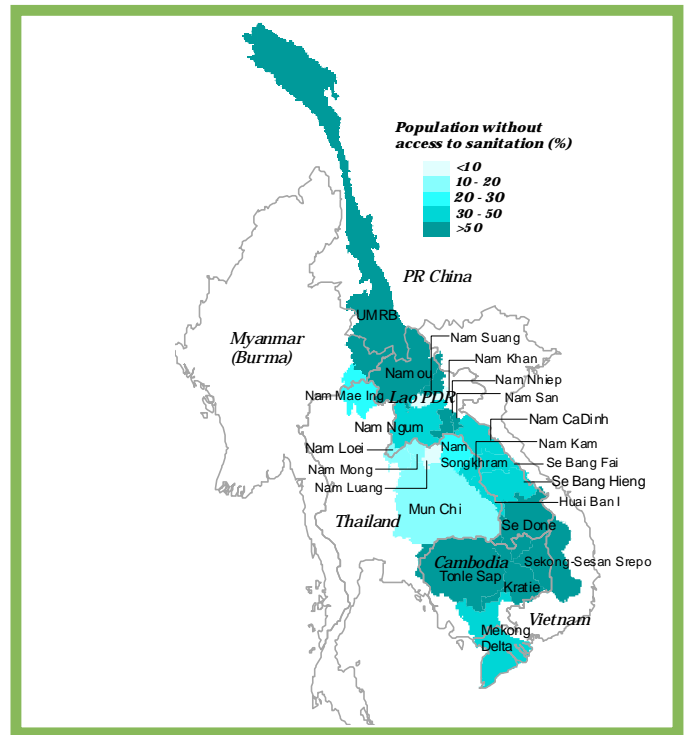 Population without
access to sanitation (%)
<10
10 - 20
20 - 30
30 - 50
>50
PR China
UMRB
Myanmar
(Burma)
Nam Suang
Nam Khan
Nam ou
Nam Nhiep
Nam Mae Ing
Lao PDR
Nam San
Nam CaDinh
Nam Ngum
Nam Kam
Nam
Songkhram
Nam Loei
Se Bang Fai
Nam Mong
Se Bang Hieng
Nam Luang
Huai Ban I
Mun Chi
Thailand
Se Done
Cambodia
Sekong-Sesan Srepo
Tonle Sap
Kratie
Vietnam
Mekong
Delta